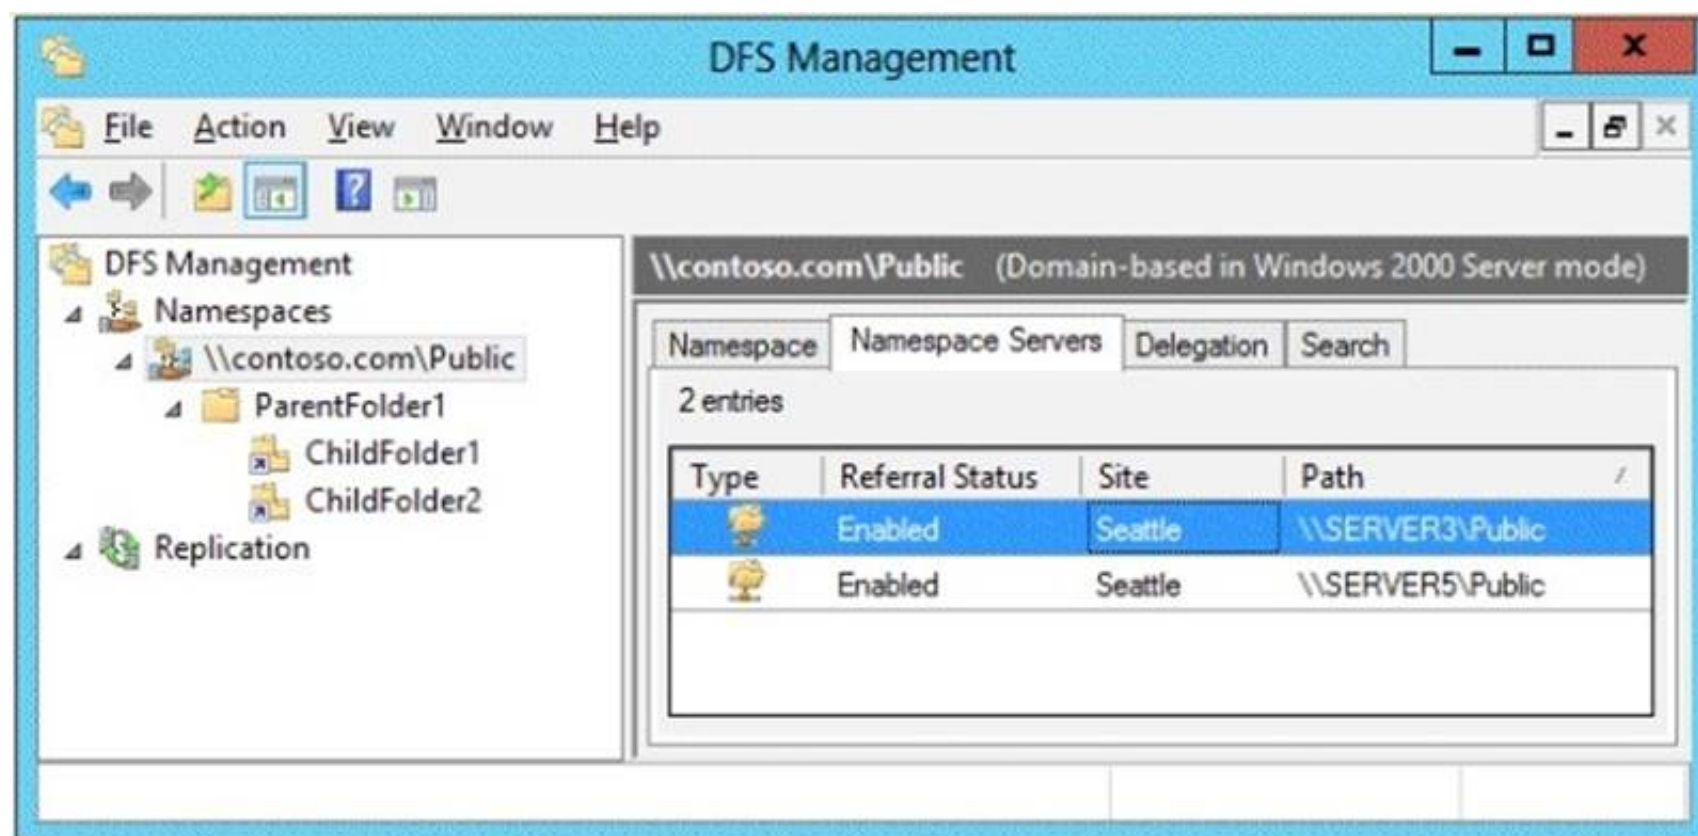 DFS Management
File Action View Window Help
DFS Management
Namespaces
\\contoso.com\Public
ParentFolder1
ChildFolder1
ChildFolder2
Replication
\\contoso.com\Public (Domain-based in Windows 2000 Server mode)
Namespace Namespace Servers Delegation Search
2 entries
Type Referral Status Site Path
Enabled Seattle \\SERVER3\Public
Enabled Seattle \\SERVER5\Public